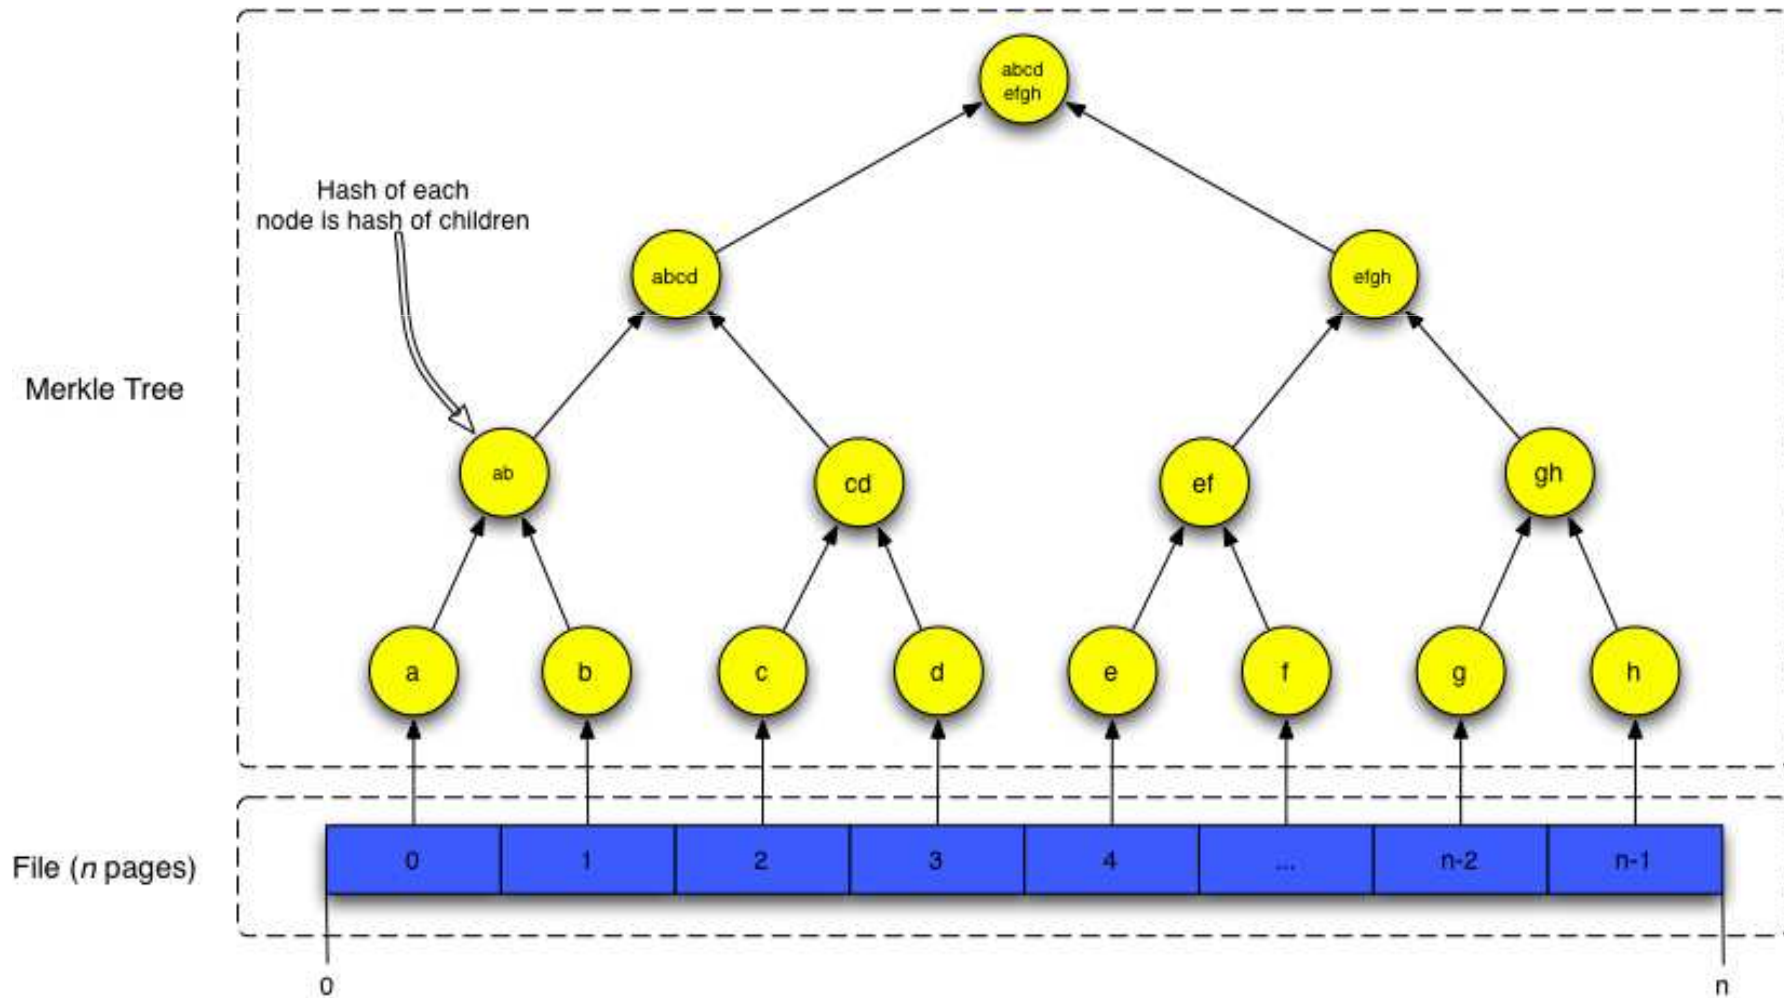 abcd
efgh
Hash of each
node is hash of children
abcd
efgh
Merkle Tree
ab
cd
ef
gh
a
b
c
d
e
f
g
h
File (n pages)
0
1
2
3
4
...
n-2
n-1
0
n